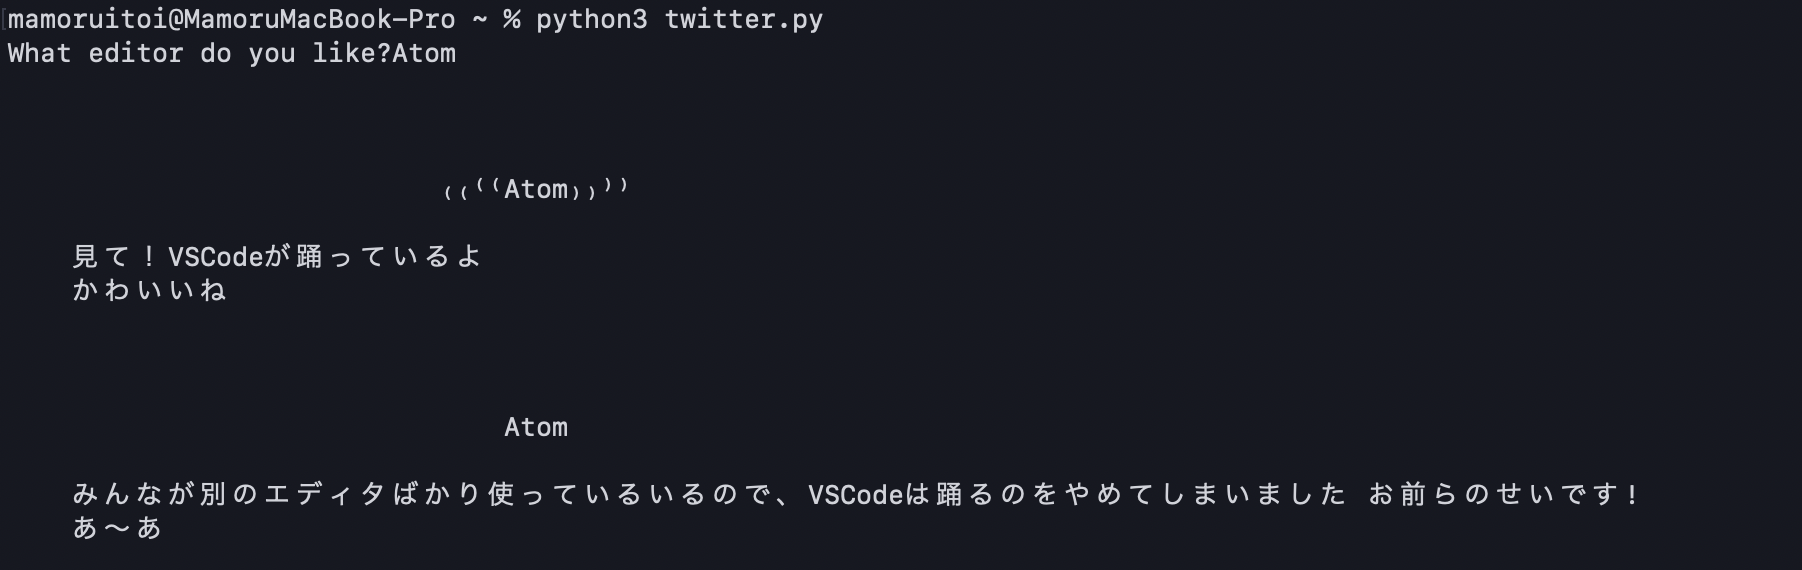 mamoruitoi@MamoruMacBook-Pro ~ % python3 twitter.py
What editor do you like?Atom
₍₍⁽⁽Atom₎₎⁾⁾
見て！VSCodeが踊っているよ
かわいいね
Atom
みんなが別のエディタばかり使っているいるので、VSCodeは踊るのをやめてしまいました お前らのせいです！
あ〜あ